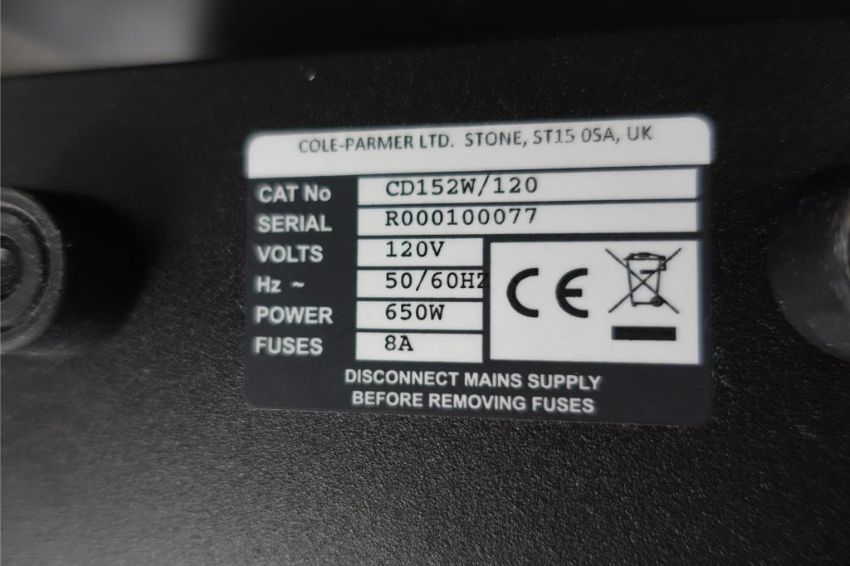 COLE-PARMER LTD. STONE, ST15 0SA, UK
CAT No CD152W/120
SERIAL R000100077
VOLTS 120V
Hz ~ 50/60HZ
POWER 650W
FUSES 8A
CE
DISCONNECT MAINS SUPPLY
BEFORE REMOVING FUSES